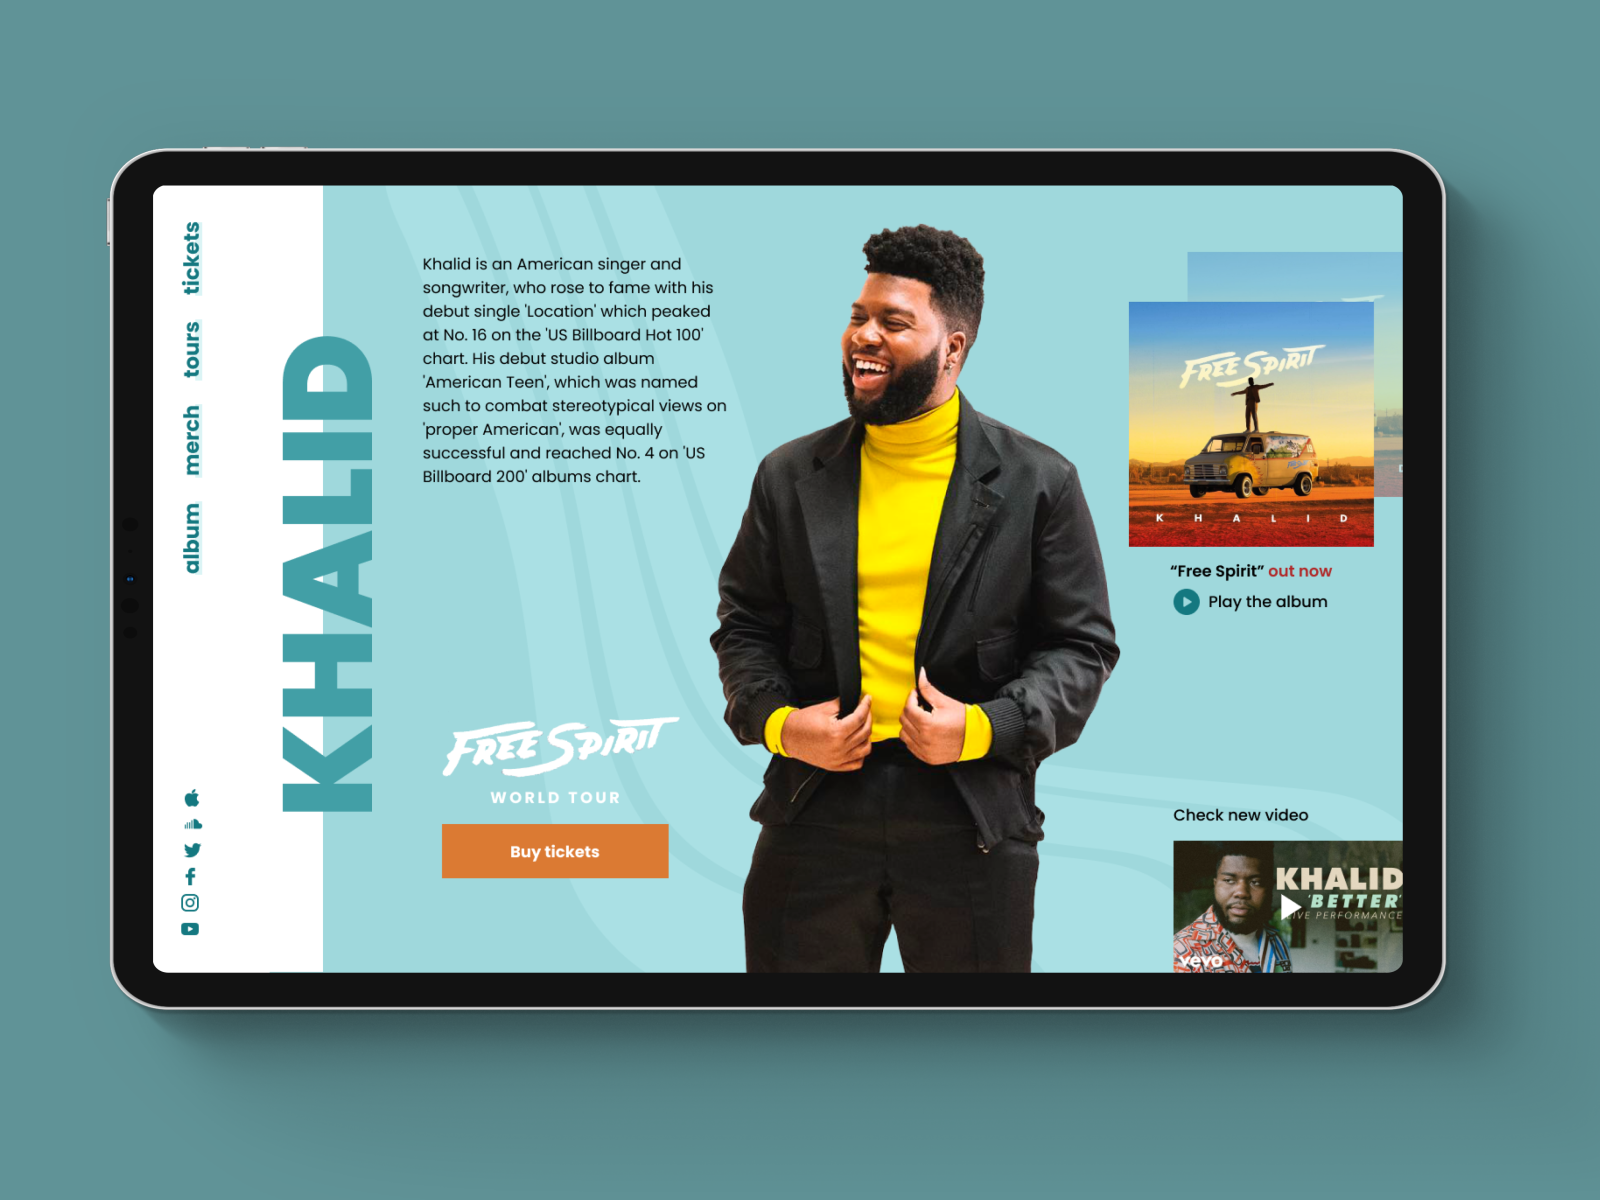 tickets
tours
merch
album
KHALID
Khalid is an American singer and
songwriter, who rose to fame with his
debut single 'Location' which peaked
at No. 16 on the 'US Billboard Hot 100'
chart. His debut studio album
'American Teen', which was named
such to combat stereotypical views on
'proper American', was equally
successful and reached No. 4 on 'US
Billboard 200' albums chart.
FREE SPIRIT
WORLD TOUR
Buy tickets
FREE SPIRIT
K H A L I D
“Free Spirit” out now
Play the album
Check new video
KHALID
'BETTER'
LIVE PERFORMANCE
vevo